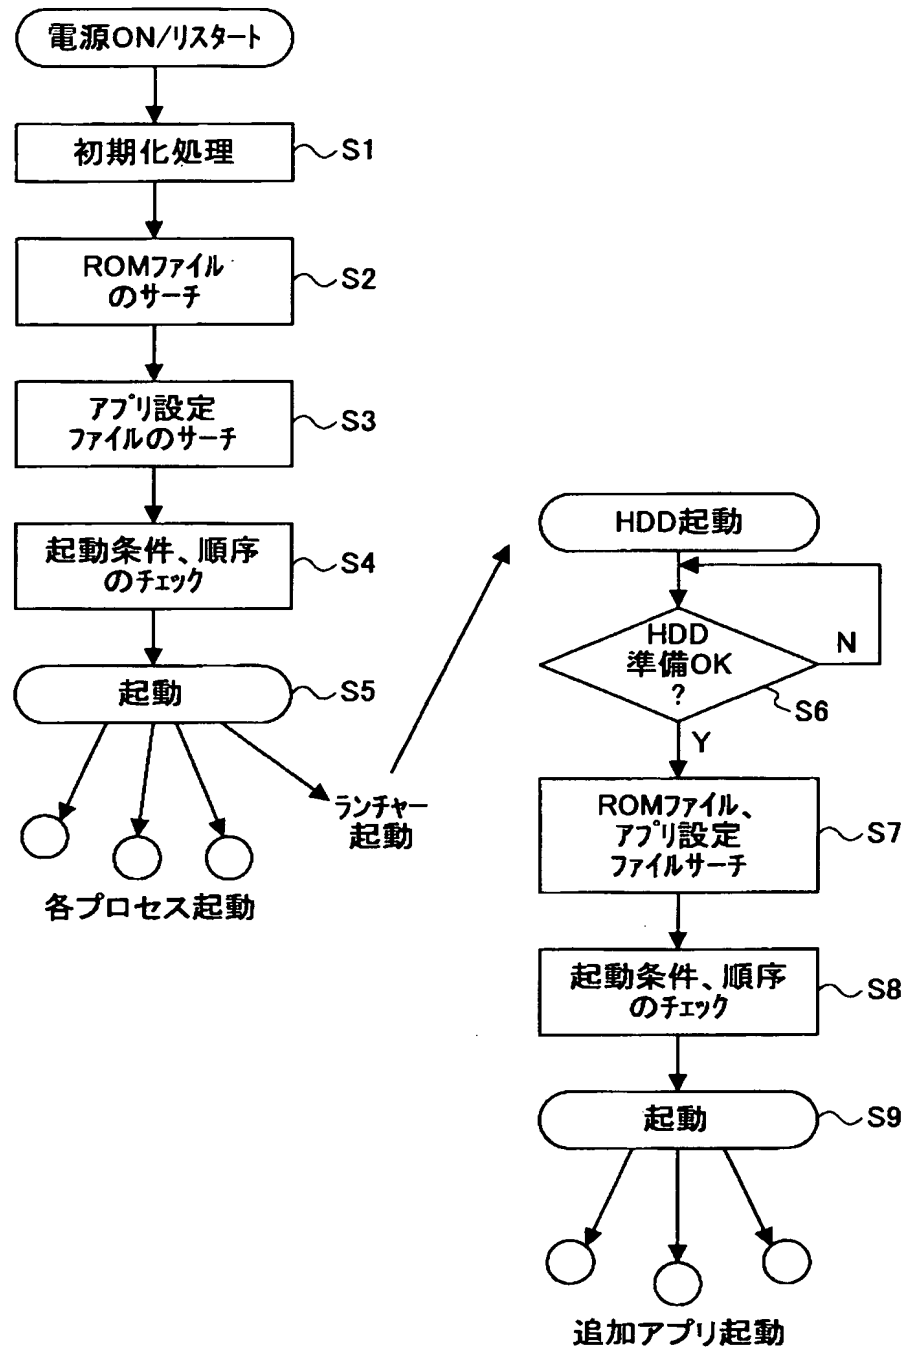 電源ON/リスタート
初期化処理
S1
ROMファイル
のサーチ
S2
アプリ設定
ファイルのサーチ
S3
起動条件、順序
のチェック
S4
起動
S5
ランチャー
起動
各プロセス起動
HDD起動
HDD
準備OK
?
N
S6
Y
ROMファイル、
アプリ設定
ファイルサーチ
S7
起動条件、順序
のチェック
S8
起動
S9
追加アプリ起動